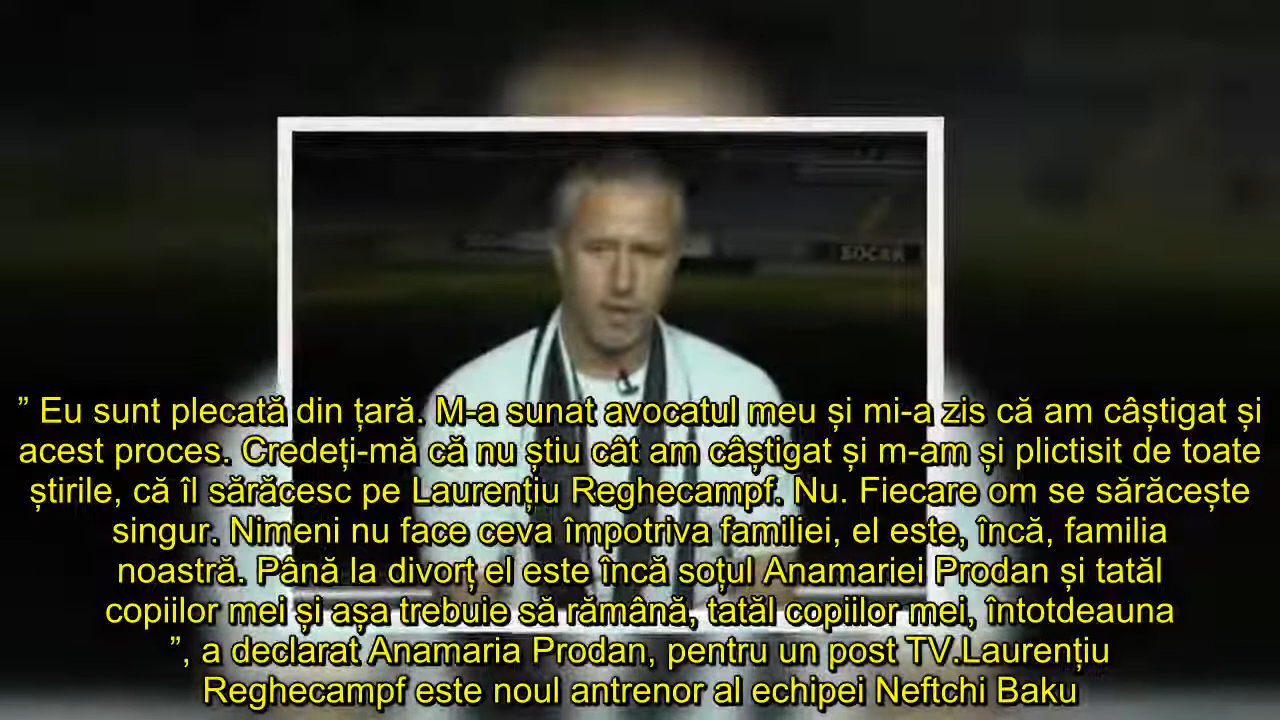 SOCAR
” Eu sunt plecată din țară. M-a sunat avocatul meu și mi-a zis că am câștigat și
acest proces. Credeți-mă că nu știu cât am câștigat și m-am și plictisit de toate
știrile, că îl sărăcesc pe Laurențiu Reghecampf. Nu. Fiecare om se sărăcește
singur. Nimeni nu face ceva împotriva familiei, el este, încă, familia
noastră. Până la divorț el este încă soțul Anamariei Prodan și tatăl
copiilor mei și așa trebuie să rămână, tatăl copiilor mei, întotdeauna
”, a declarat Anamaria Prodan, pentru un post TV.Laurențiu
Reghecampf este noul antrenor al echipei Neftchi Baku